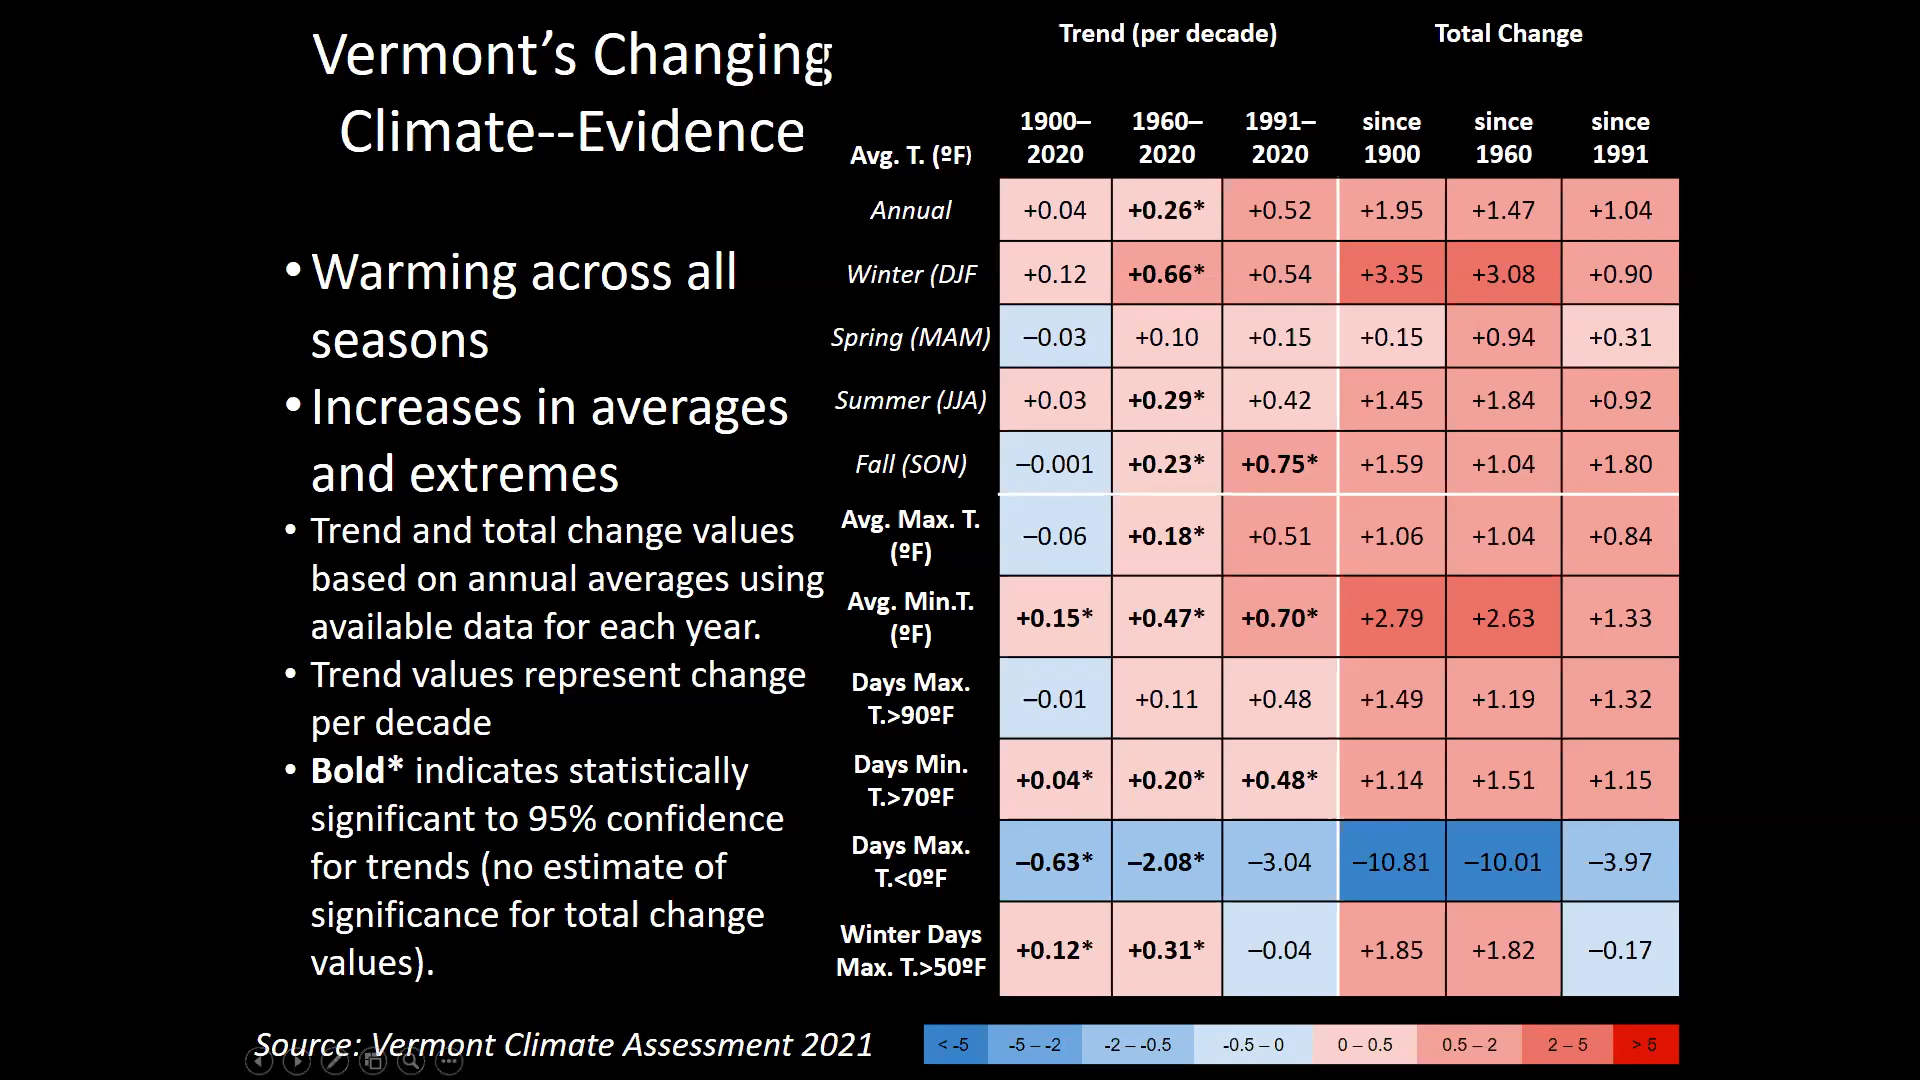 Vermont's Changing
Climate--Evidence
• Warming across all
seasons
• Increases in averages
and extremes
• Trend and total change values
based on annual averages using
available data for each year.
• Trend values represent change
per decade
• Bold* indicates statistically
significant to 95% confidence
for trends (no estimate of
significance for total change
values).
Source: Vermont Climate Assessment 2021
Trend (per decade) Total Change
Avg. T. (ºF) 1900–2020 1960–2020 1991–2020 since 1900 since 1960 since 1991
Annual +0.04 +0.26* +0.52 +1.95 +1.47 +1.04
Winter (DJF +0.12 +0.66* +0.54 +3.35 +3.08 +0.90
Spring (MAM) –0.03 +0.10 +0.15 +0.15 +0.94 +0.31
Summer (JJA) +0.03 +0.29* +0.42 +1.45 +1.84 +0.92
Fall (SON) –0.001 +0.23* +0.75* +1.59 +1.04 +1.80
Avg. Max. T. (ºF) –0.06 +0.18* +0.51 +1.06 +1.04 +0.84
Avg. Min.T. (ºF) +0.15* +0.47* +0.70* +2.79 +2.63 +1.33
Days Max. T.>90ºF –0.01 +0.11 +0.48 +1.49 +1.19 +1.32
Days Min. T.>70ºF +0.04* +0.20* +0.48* +1.14 +1.51 +1.15
Days Max. T.<0ºF –0.63* –2.08* –3.04 –10.81 –10.01 –3.97
Winter Days Max. T.>50ºF +0.12* +0.31* –0.04 +1.85 +1.82 –0.17
< -5 -5 – -2 -2 – -0.5 -0.5 – 0 0 – 0.5 0.5 – 2 2 – 5 > 5